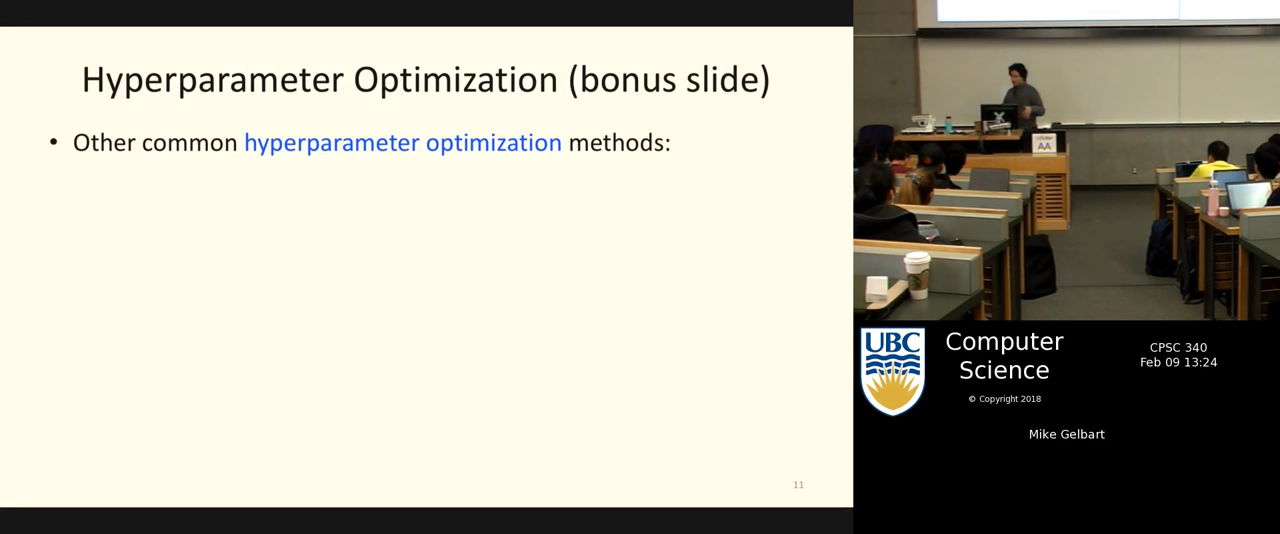 Hyperparameter Optimization (bonus slide)
• Other common hyperparameter optimization methods:
11
AA
UBC
Computer
Science
© Copyright 2018
CPSC 340
Feb 09 13:24
Mike Gelbart